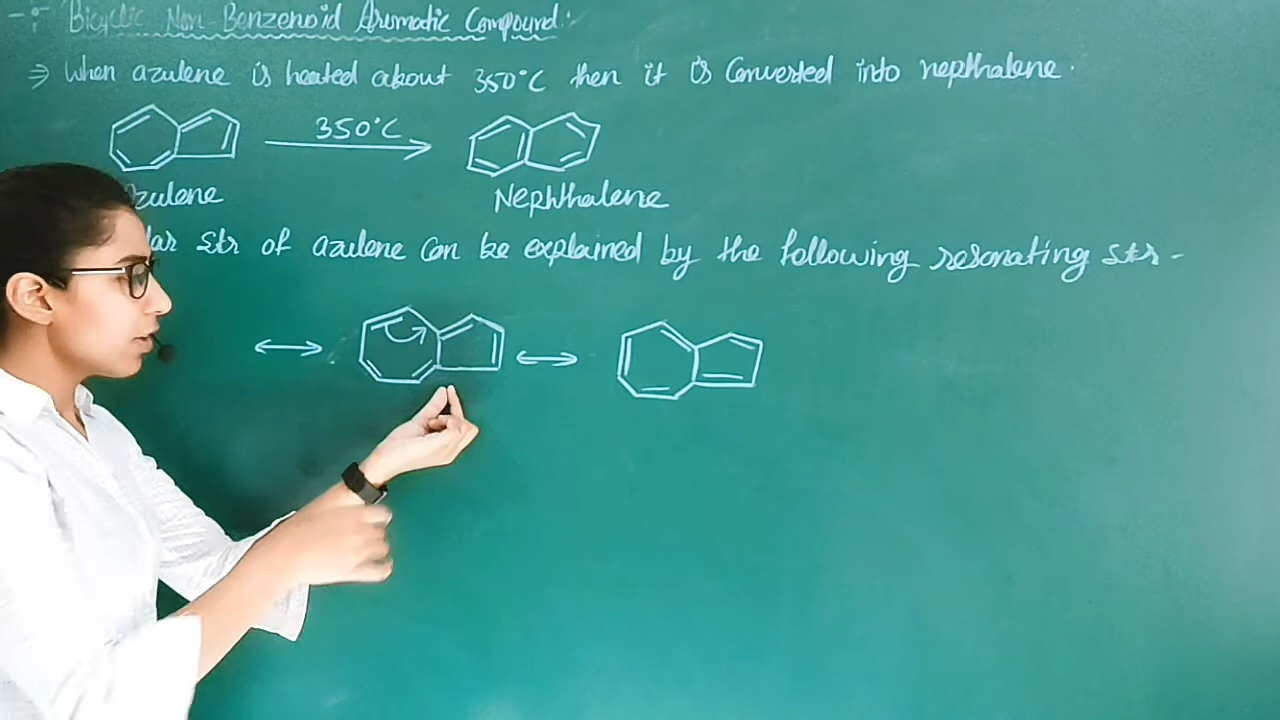 -: Bicyclic Non-Benzenoid Aromatic Compound:
⇒ When azulene is heated about 350°C then it is Converted into nepthalene.
350°C
Azulene Nephthalene
lar Str of azulene can be explained by the following resonating Str -